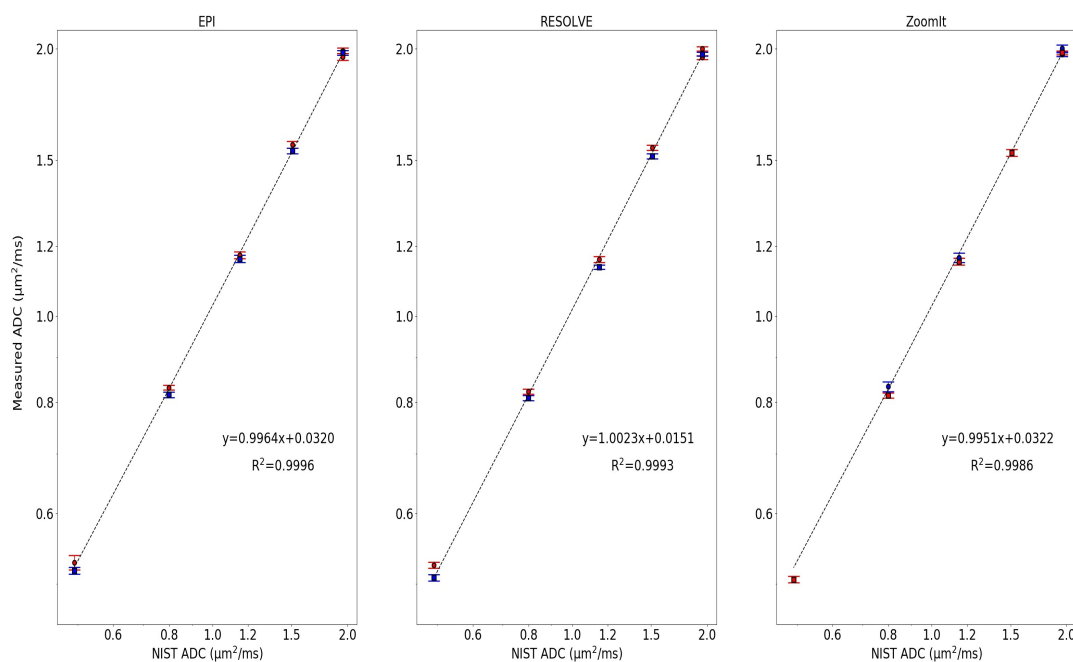 EPI
RESOLVE
ZoomIt
Measured ADC (μm²/ms)
2.0
1.5
1.2
1.0
0.8
0.6
y=0.9964x+0.0320
R²=0.9996
0.6 0.8 1.0 1.2 1.5 2.0
NIST ADC (μm²/ms)
2.0
1.5
1.2
1.0
0.8
0.6
y=1.0023x+0.0151
R²=0.9993
0.6 0.8 1.0 1.2 1.5 2.0
NIST ADC (μm²/ms)
2.0
1.5
1.2
1.0
0.8
0.6
y=0.9951x+0.0322
R²=0.9986
0.6 0.8 1.0 1.2 1.5 2.0
NIST ADC (μm²/ms)